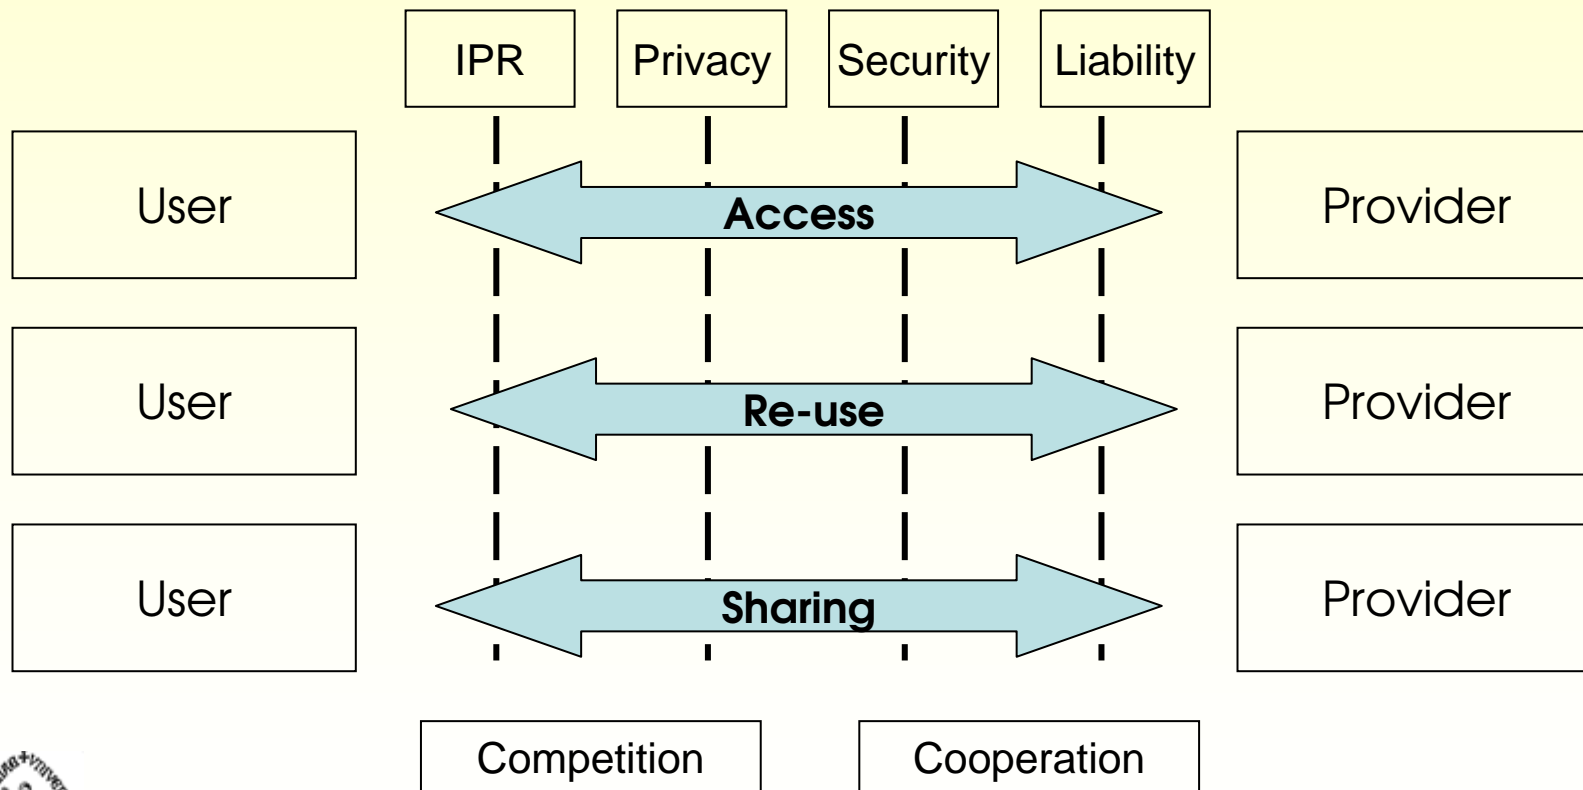 IPR Privacy Security Liability
User Access Provider
User Re-use Provider
User Sharing Provider
Competition Cooperation